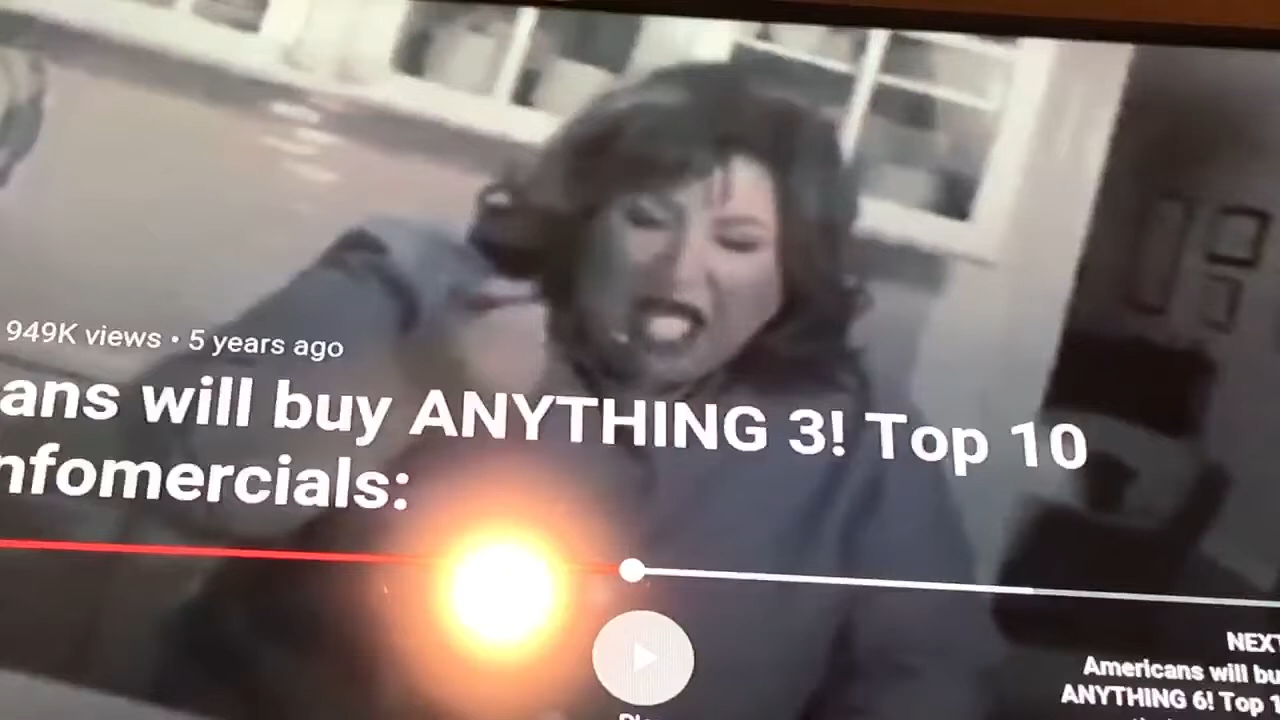 949K views • 5 years ago
ans will buy ANYTHING 3! Top 10
nfomercials:
NEXT
Americans will bu
ANYTHING 6! Top 1